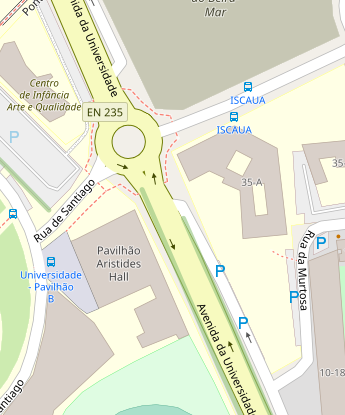 do Beira
Mar
Pon
Avenida da Universidade
Centro
de Infância
Arte e Qualidade
EN 235
P
ISCAUA
ISCAUA
35-A
35
Rua de Santiago
Pavilhão
Aristides
Hall
Universidade
- Pavilhão
B
P
P
P
P
Rua da Murtosa
Avenida da Universidade
10-18
antiago